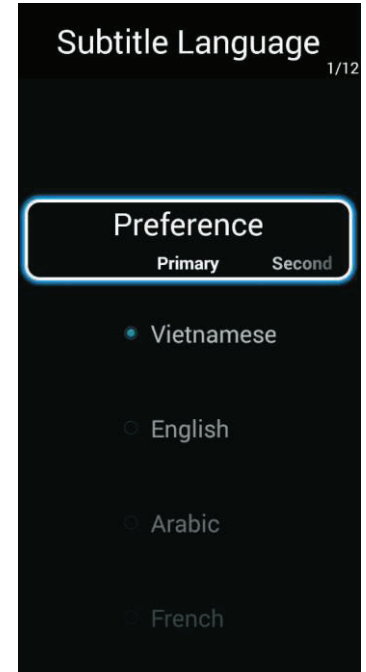 Subtitle Language
1/12
Preference
Primary Second
Vietnamese
English
Arabic
French